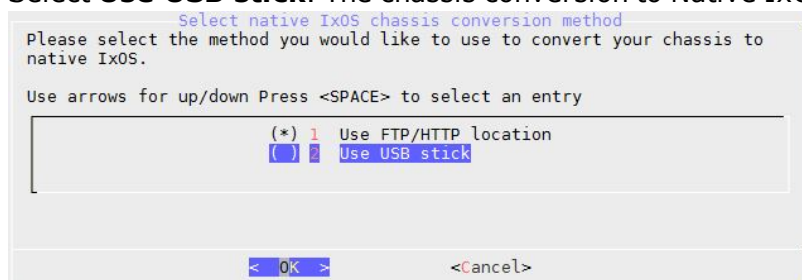 Select Use USB stick. The chassis conversion to Native IxO
Select native IxOS chassis conversion method
Please select the method you would like to use to convert your chassis to
native IxOS.
Use arrows for up/down Press <SPACE> to select an entry
(*) 1 Use FTP/HTTP location
( ) 2 Use USB stick
< OK > <Cancel>